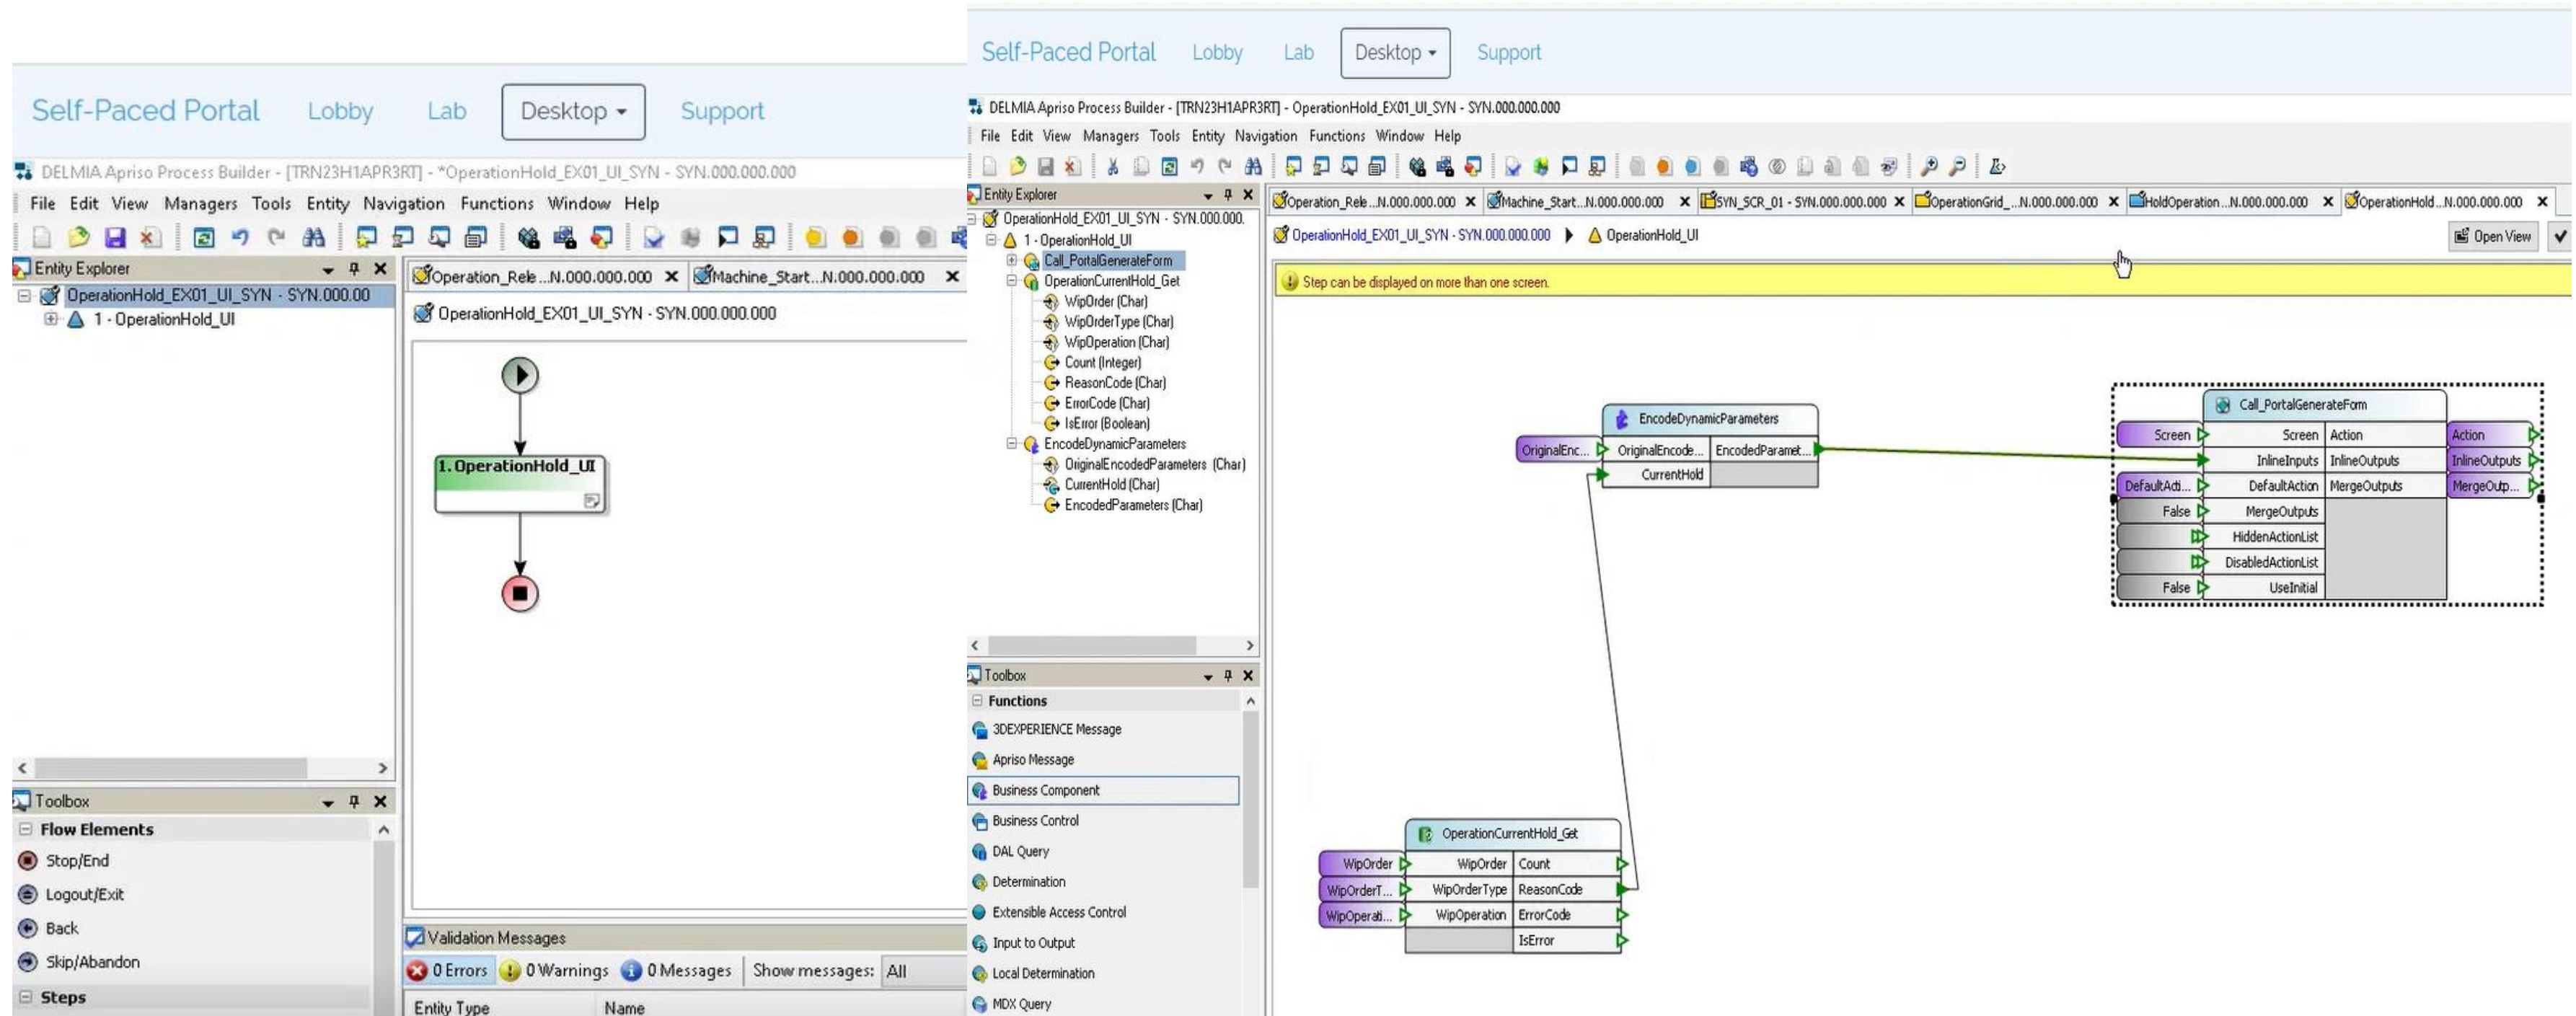 Self-Paced Portal Lobby Lab Desktop Support
DELMIA Apriso Process Builder - [TRN23H1APR3RT] - *OperationHold_EX01_UI_SYN - SYN.000.000.000
File Edit View Managers Tools Entity Navigation Functions Window Help
Entity Explorer
OperationHold_EX01_UI_SYN - SYN.000.00
1 - OperationHold_UI
Operation_Rele...N.000.000.000 Machine_Start...N.000.000.000
OperationHold_EX01_UI_SYN - SYN.000.000.000
1. OperationHold_UI
Toolbox
Flow Elements
Stop/End
Logout/Exit
Back
Skip/Abandon
Steps
Validation Messages
0 Errors 0 Warnings 0 Messages Show messages: All
Entity Type Name
Self-Paced Portal Lobby Lab Desktop Support
DELMIA Apriso Process Builder - [TRN23H1APR3RT] - OperationHold_EX01_UI_SYN - SYN.000.000.000
File Edit View Managers Tools Entity Navigation Functions Window Help
Entity Explorer
OperationHold_EX01_UI_SYN - SYN.000.000.
1 - OperationHold_UI
Call_PortalGenerateForm
OperationCurrentHold_Get
WipOrder (Char)
WipOrderType (Char)
WipOperation (Char)
Count (Integer)
ReasonCode (Char)
ErrorCode (Char)
IsError (Boolean)
EncodeDynamicParameters
OriginalEncodedParameters (Char)
CurrentHold (Char)
EncodedParameters (Char)
Toolbox
Functions
3DEXPERIENCE Message
Apriso Message
Business Component
Business Control
DAL Query
Determination
Extensible Access Control
Input to Output
Local Determination
MDX Query
Operation_Rele...N.000.000.000 Machine_Start...N.000.000.000 SYN_SCR_01 - SYN.000.000.000 OperationGrid_...N.000.000.000 HoldOperation...N.000.000.000 OperationHold...N.000.000.000
OperationHold_EX01_UI_SYN - SYN.000.000.000 OperationHold_UI Open View
Step can be displayed on more than one screen.
EncodeDynamicParameters
OriginalEnc... OriginalEncode... EncodedParamet...
CurrentHold
Call_PortalGenerateForm
Screen Screen Action Action
InlineInputs InlineOutputs InlineOutputs
DefaultActi... DefaultAction MergeOutputs MergeOutp...
False MergeOutputs
HiddenActionList
DisabledActionList
False UseInitial
OperationCurrentHold_Get
WipOrder WipOrder Count
WipOrderT... WipOrderType ReasonCode
WipOperati... WipOperation ErrorCode
IsError